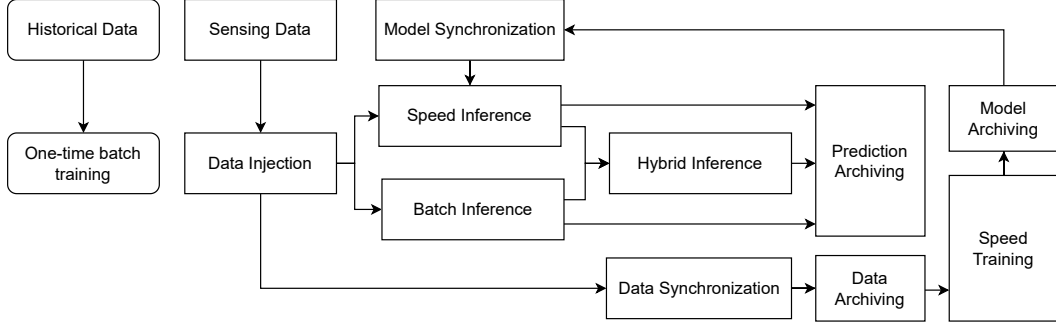 Historical Data
Sensing Data
Model Synchronization
Speed Inference
Model
Archiving
One-time batch
training
Data Injection
Hybrid Inference
Prediction
Archiving
Batch Inference
Speed
Training
Data Synchronization
Data
Archiving